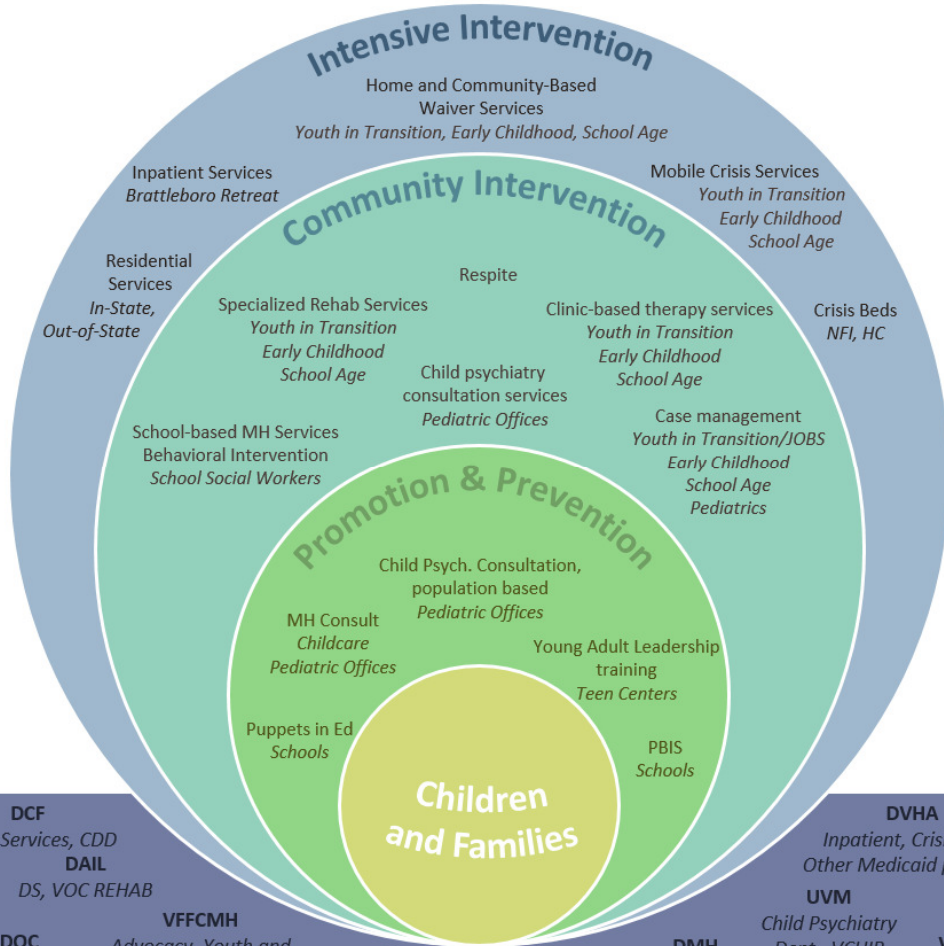 Intensive Intervention
Home and Community-Based
Waiver Services
Youth in Transition, Early Childhood, School Age
Inpatient Services
Brattleboro Retreat
Mobile Crisis Services
Youth in Transition
Early Childhood
School Age
Residential
Services
In-State,
Out-of-State
Crisis Beds
NFI, HC
Community Intervention
Respite
Specialized Rehab Services
Youth in Transition
Early Childhood
School Age
Clinic-based therapy services
Youth in Transition
Early Childhood
School Age
Child psychiatry
consultation services
Pediatric Offices
School-based MH Services
Behavioral Intervention
School Social Workers
Case management
Youth in Transition/JOBS
Early Childhood
School Age
Pediatrics
Promotion & Prevention
Child Psych. Consultation,
population based
Pediatric Offices
MH Consult
Childcare
Pediatric Offices
Young Adult Leadership
training
Teen Centers
Puppets in Ed
Schools
PBIS
Schools
Children
and Families
DCF
Services, CDD
DAIL
DS, VOC REHAB
VFFCMH
Advocacy, Youth and
DOC
DVHA
Inpatient, Cris
Other Medicaid
UVM
Child Psychiatry
Dept., VCHIP
DMH